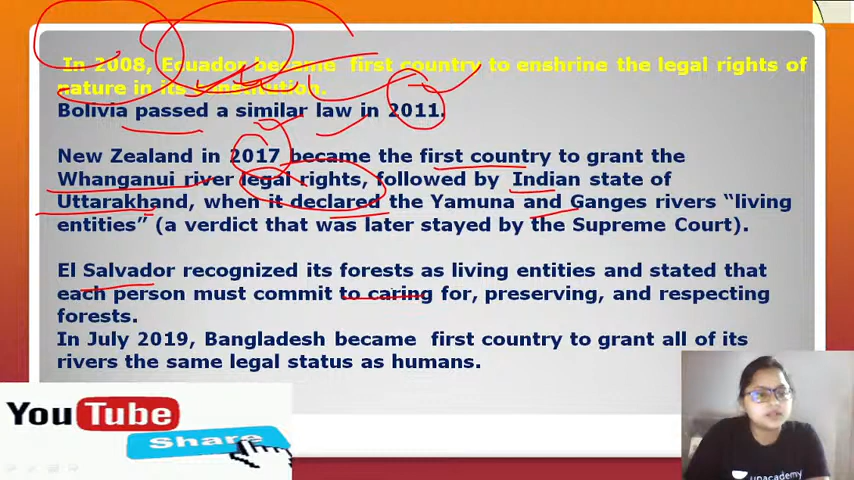 In 2008, Ecuador became first country to enshrine the legal rights of
nature in its constitution.
Bolivia passed a similar law in 2011.
New Zealand in 2017 became the first country to grant the
Whanganui river legal rights, followed by Indian state of
Uttarakhand, when it declared the Yamuna and Ganges rivers “living
entities” (a verdict that was later stayed by the Supreme Court).
El Salvador recognized its forests as living entities and stated that
each person must commit to caring for, preserving, and respecting
forests.
In July 2019, Bangladesh became first country to grant all of its
rivers the same legal status as humans.
You Tube
Share
unacademy